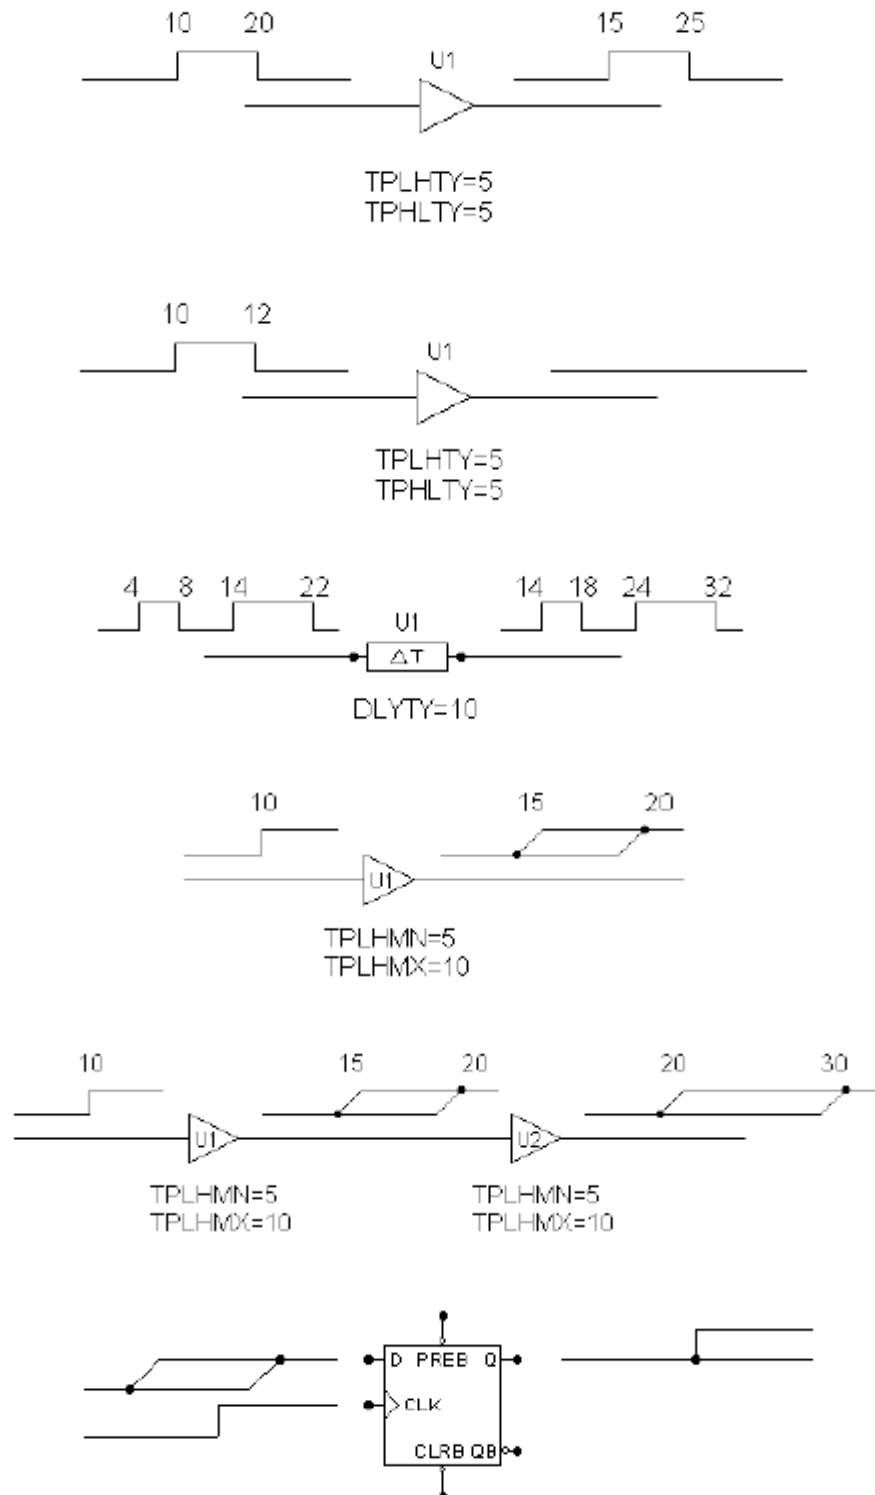 10 20 15 25
U1
TPLHTY=5
TPHLTY=5
10 12
U1
TPLHTY=5
TPHLTY=5
4 8 14 22 14 18 24 32
U1
△T
DLYTY=10
10 15 20
U1
TPLHMN=5
TPLHMX=10
10 15 20 20 30
U1 U2
TPLHMN=5 TPLHMN=5
TPLHMX=10 TPLHMX=10
D PREB Q
CLK
CLRB QB